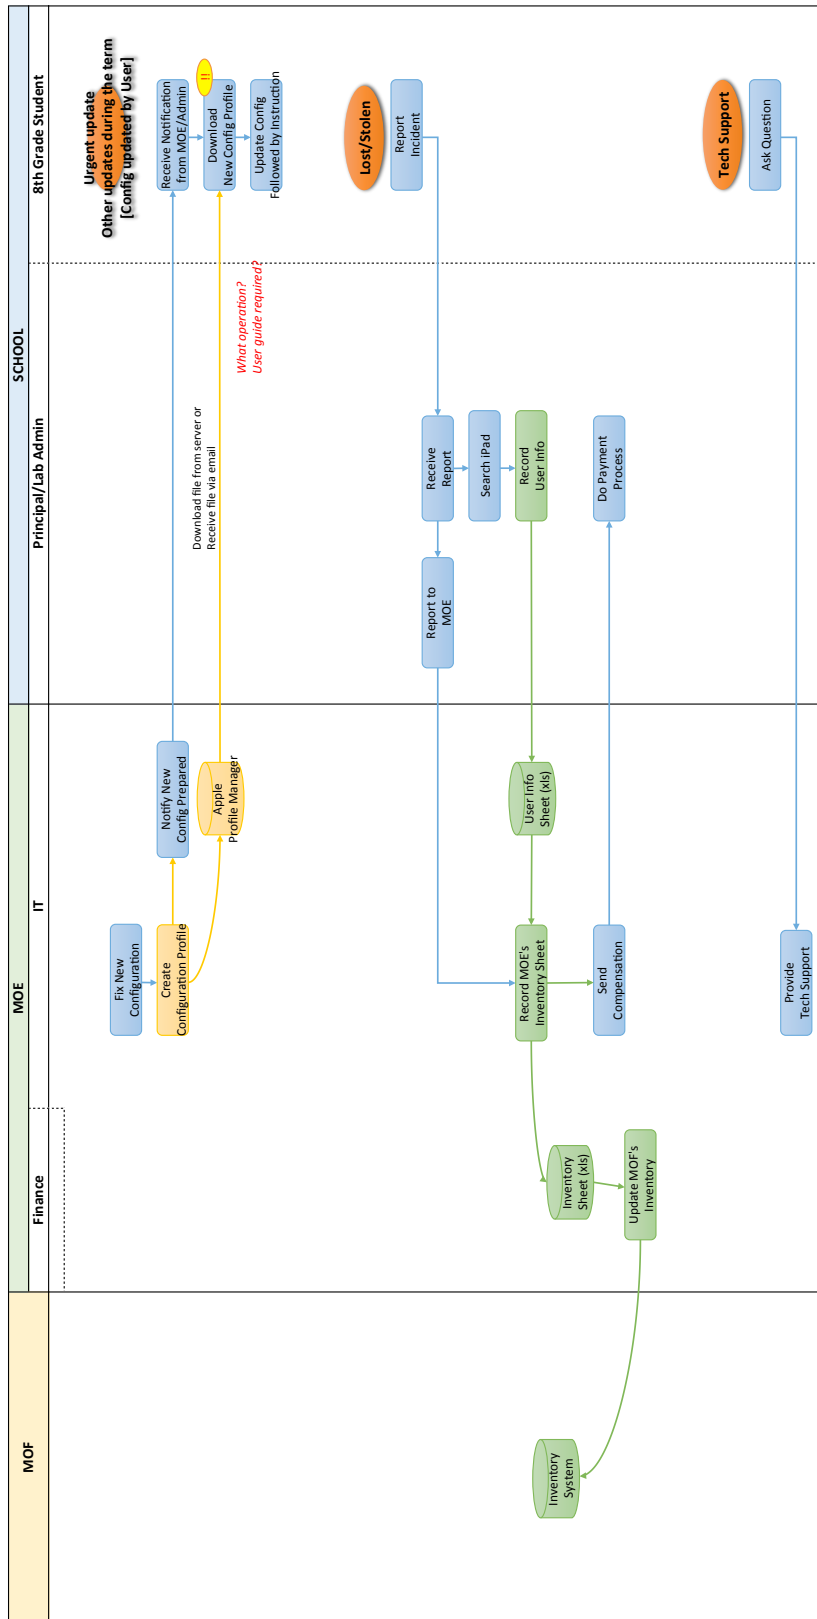 MOF
MOE
SCHOOL
Finance
IT
Principal/Lab Admin
8th Grade Student
Urgent update
Other updates during the term
[Config updated by User]
Fix New
Configuration
Create
Configuration Profile
Notify New
Config Prepared
Receive Notification
from MOE/Admin
Apple
Profile Manager
Download file from server or
Receive file via email
!!
Download
New Config Profile
What operation?
User guide required?
Update Config
Followed by Instruction
Lost/Stolen
Report
Incident
Receive
Report
Report to
MOE
Search iPad
Record
User Info
User Info
Sheet (xls)
Record MOE's
Inventory Sheet
Inventory
Sheet (xls)
Update MOF's
Inventory
Inventory
System
Send
Compensation
Do Payment
Process
Tech Support
Ask Question
Provide
Tech Support